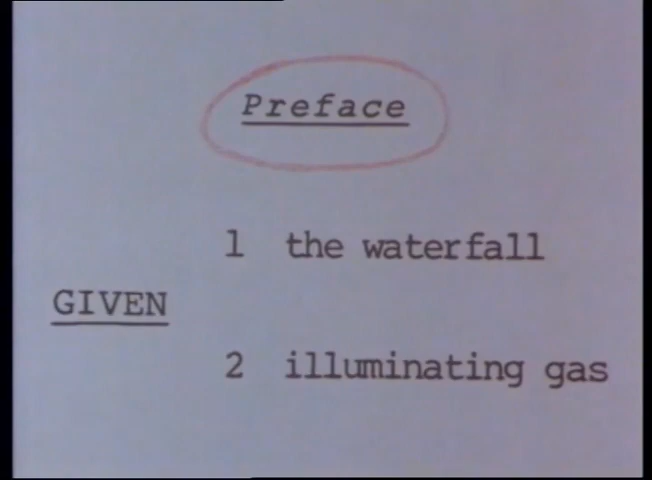 Preface
1 the waterfall
GIVEN
2 illuminating gas